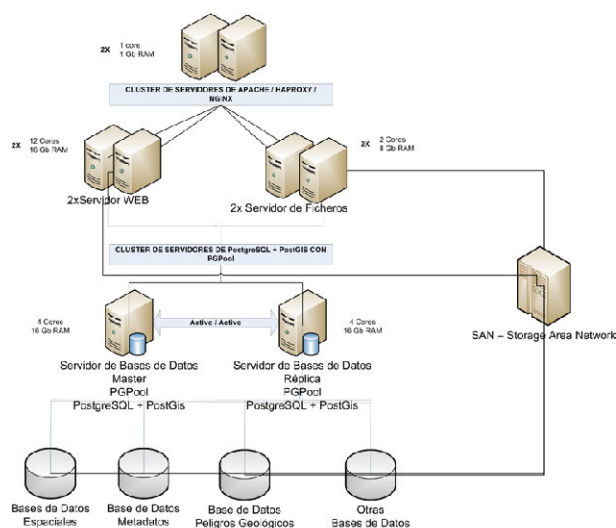 2X
1 core
1 Gb RAM
CLUSTER DE SERVIDORES DE APACHE / HAPROXY /
NGINX
2X
12 Cores
16 Gb RAM
2X
2 Cores
8 Gb RAM
2xServidor WEB
2x Servidor de Ficheros
CLUSTER DE SERVIDORES DE PostgreSQL + PostGIS CON
PGPool
4 Cores
16 Gb RAM
Active / Active
4 Cores
16 Gb RAM
SAN – Storage Area Network
Servidor de Bases de Datos
Master
PGPool
PostgreSQL + PostGis
Servidor de Bases de Datos
Réplica
PGPool
PostgreSQL + PostGis
Bases de Datos
Espaciales
Base de Datos
Metadatos
Base de Datos
Peligros Geológicos
Otras
Bases de Datos